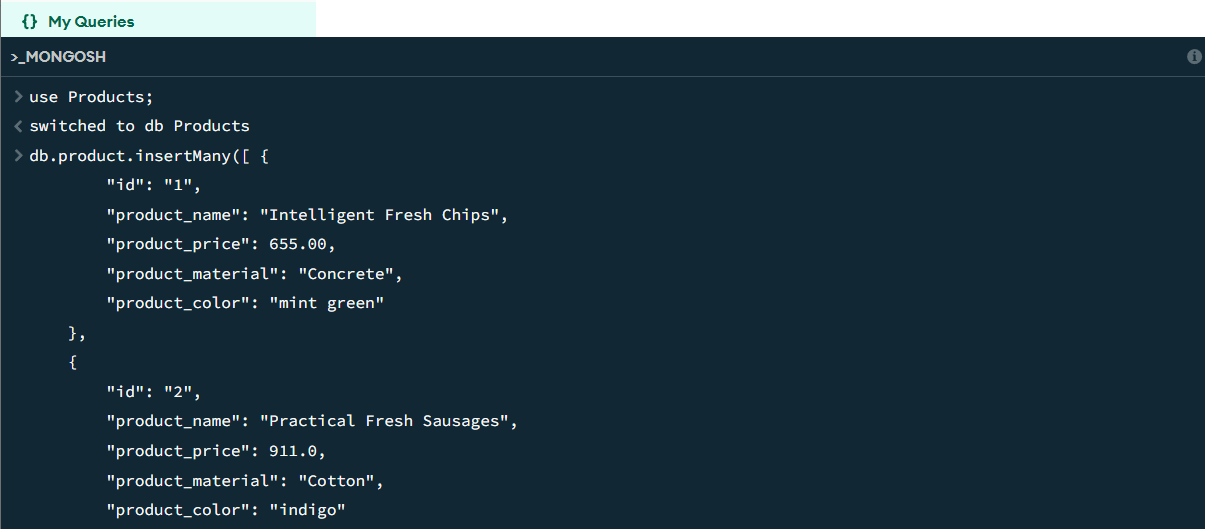 {} My Queries
>_MONGOSH
> use Products;
< switched to db Products
> db.product.insertMany([ {
"id": "1",
"product_name": "Intelligent Fresh Chips",
"product_price": 655.00,
"product_material": "Concrete",
"product_color": "mint green"
},
{
"id": "2",
"product_name": "Practical Fresh Sausages",
"product_price": 911.0,
"product_material": "Cotton",
"product_color": "indigo"